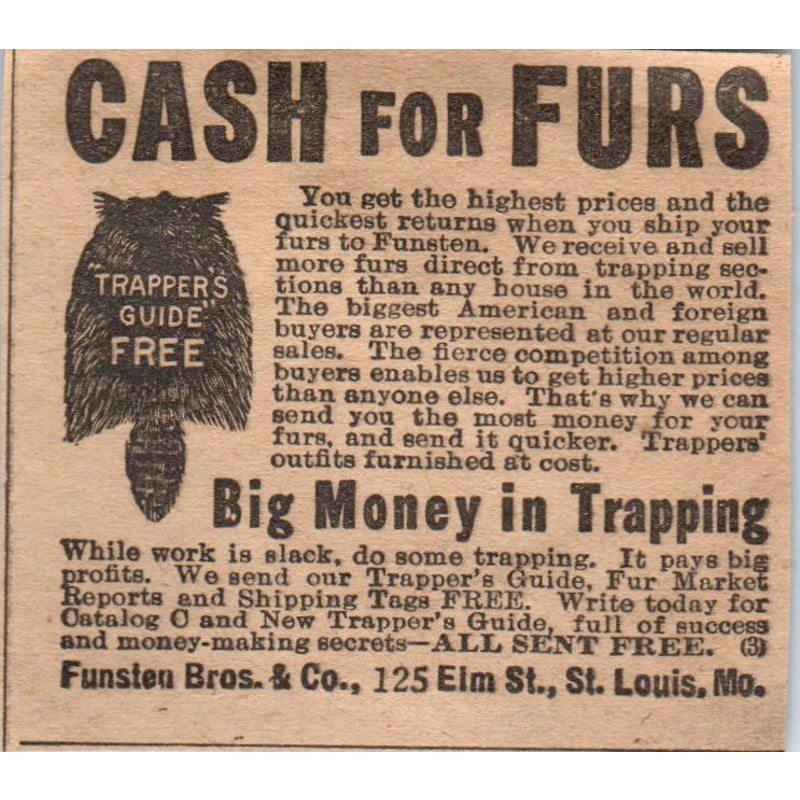 CASH FOR FURS
"TRAPPER'S
GUIDE"
FREE
You get the highest prices and the
quickest returns when you ship your
furs to Funsten. We receive and sell
more furs direct from trapping sec-
tions than any house in the world.
The biggest American and foreign
buyers are represented at our regular
sales. The fierce competition among
buyers enables us to get higher prices
than anyone else. That's why we can
send you the most money for your
furs, and send it quicker. Trappers'
outfits furnished at cost.
Big Money in Trapping
While work is slack, do some trapping. It pays big
profits. We send our Trapper's Guide, Fur Market
Reports and Shipping Tags FREE. Write today for
Catalog C and New Trapper's Guide, full of success
and money-making secrets—ALL SENT FREE. (3)
Funsten Bros. & Co., 125 Elm St., St. Louis, Mo.